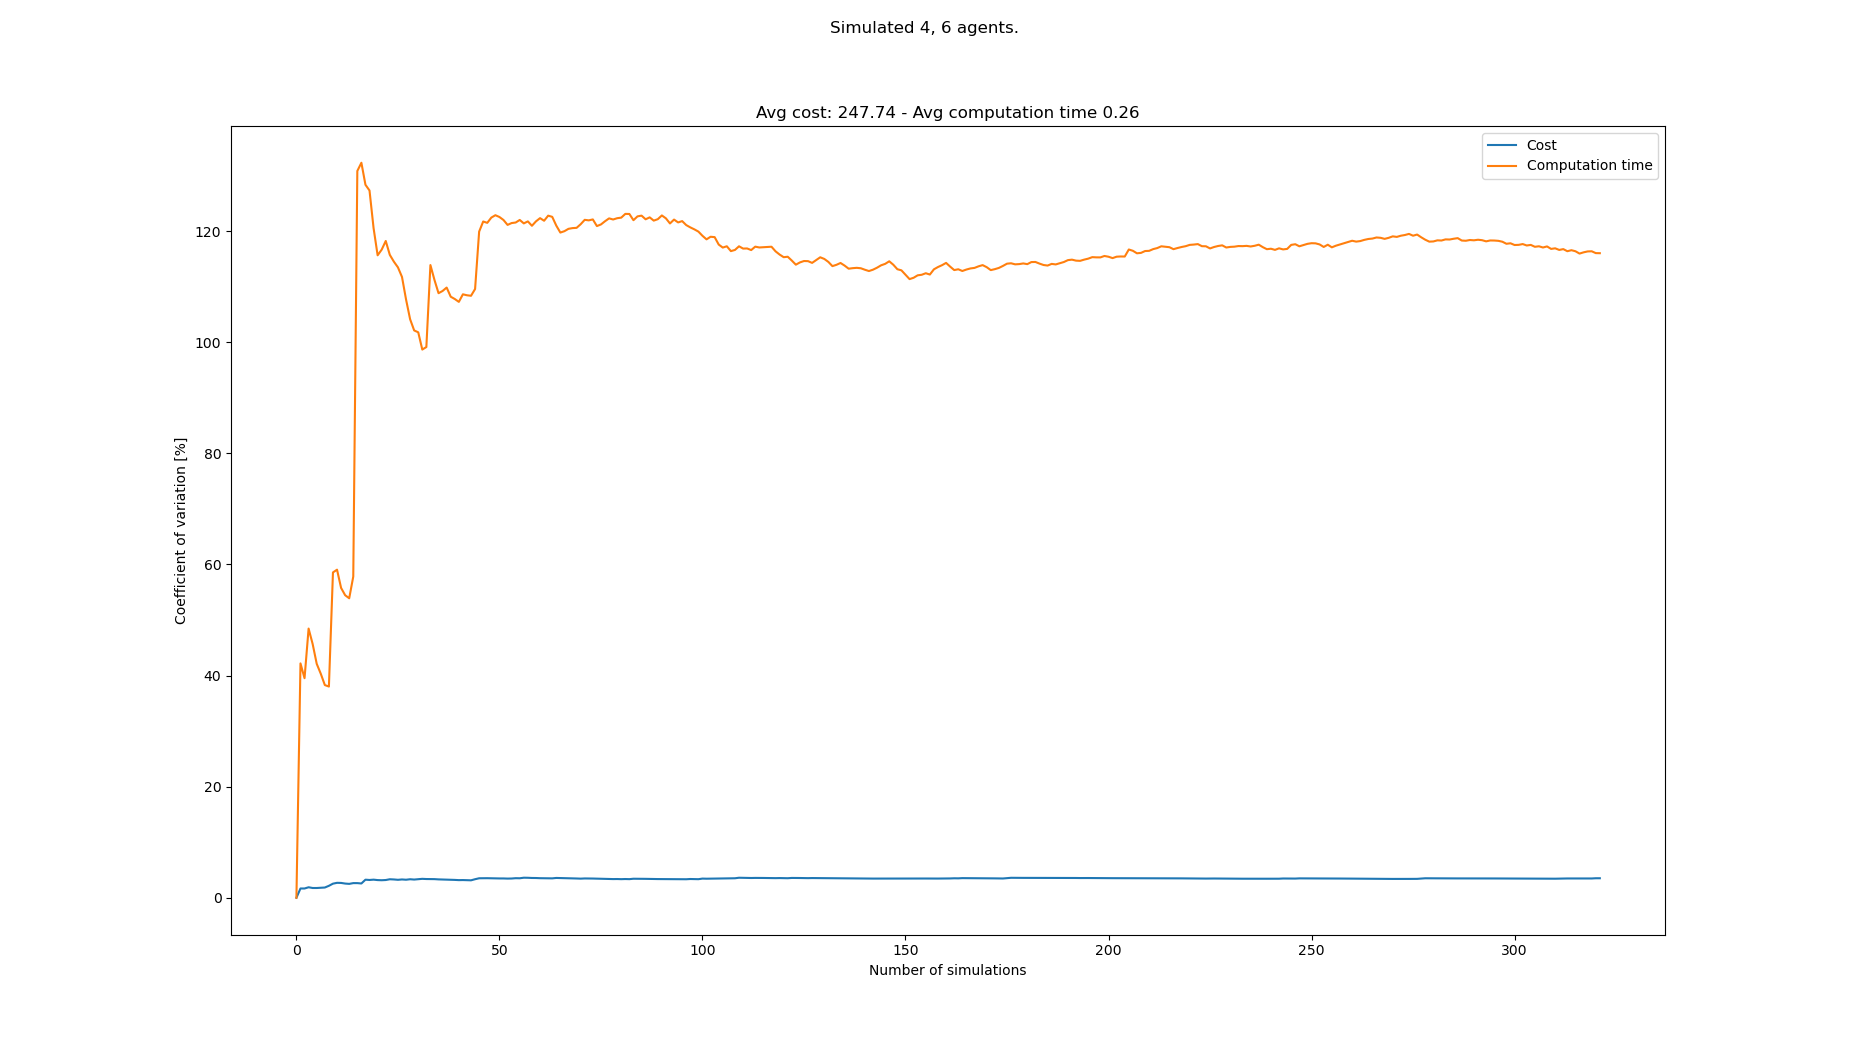 Simulated 4, 6 agents.
Avg cost: 247.74 - Avg computation time 0.26
Cost
Computation time
Coefficient of variation [%]
120
100
80
60
40
20
0
0 50 100 150 200 250 300
Number of simulations